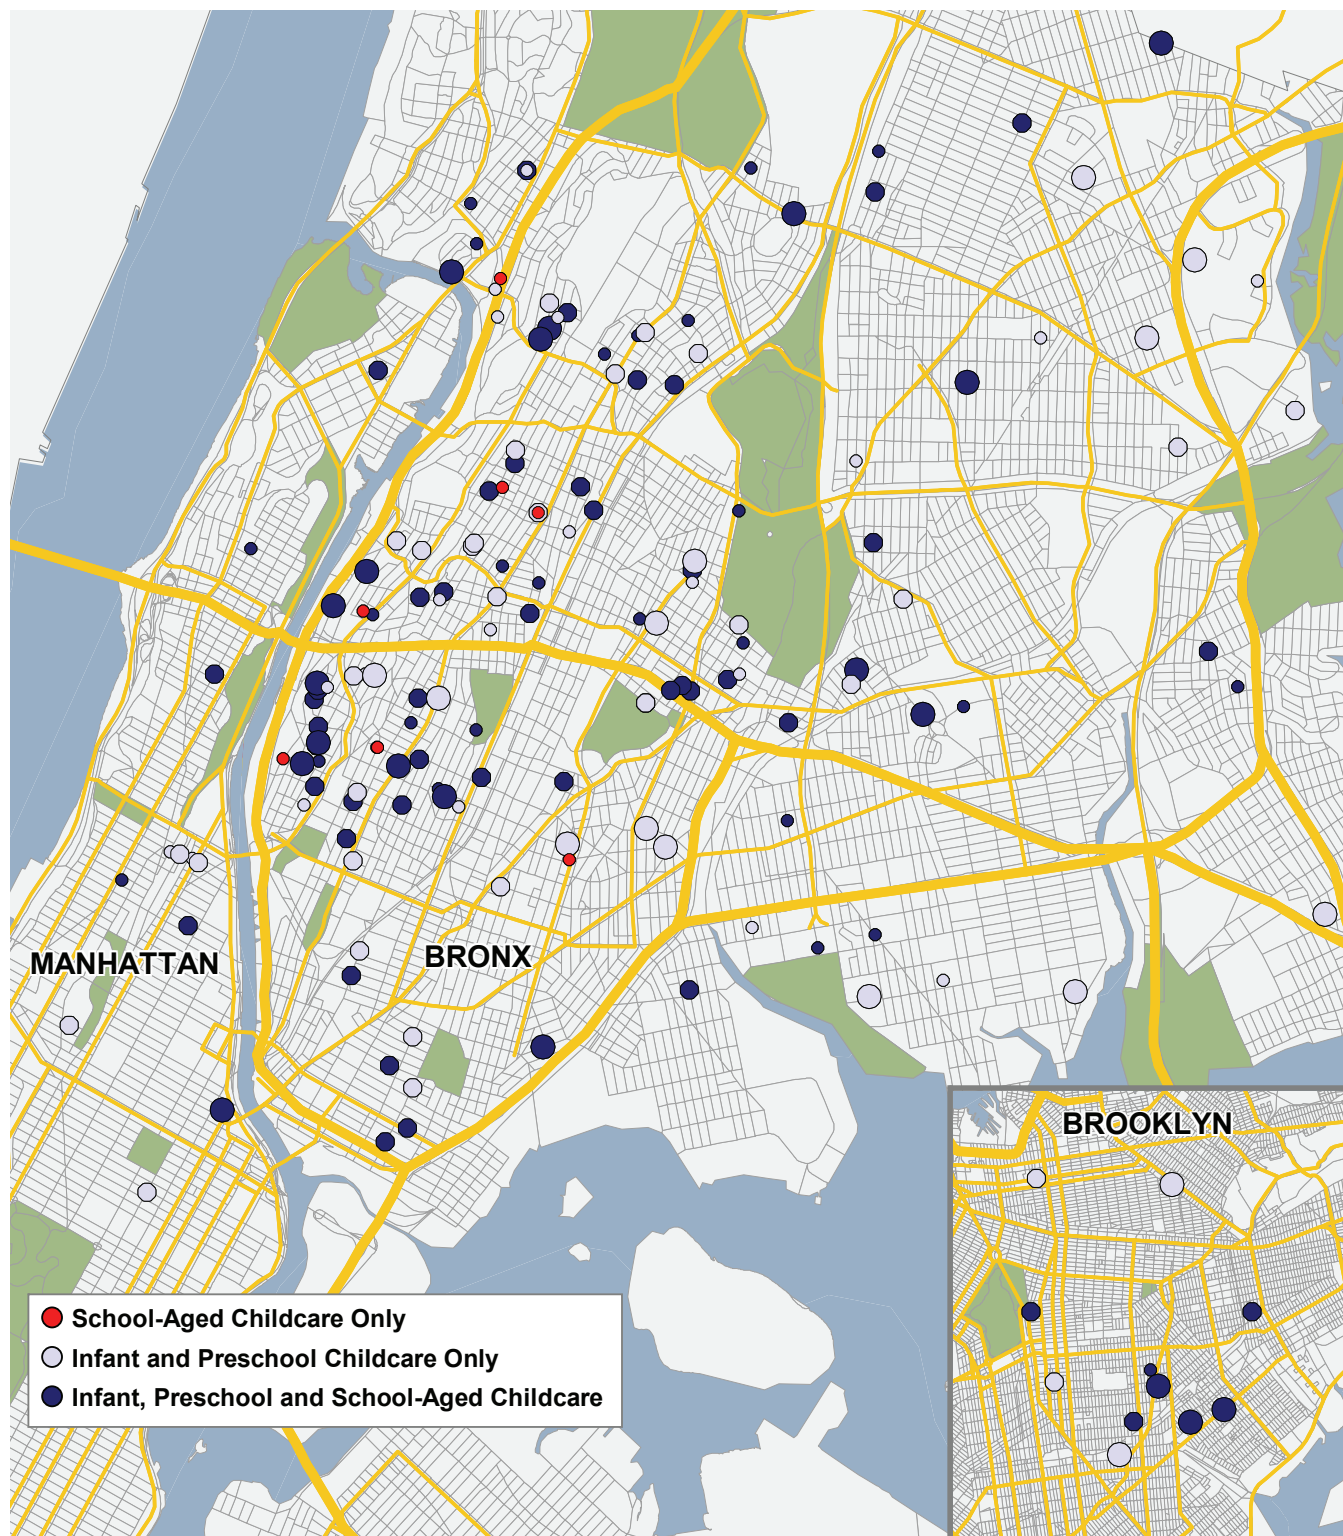 MANHATTAN
BRONX
BROOKLYN
School-Aged Childcare Only
Infant and Preschool Childcare Only
Infant, Preschool and School-Aged Childcare